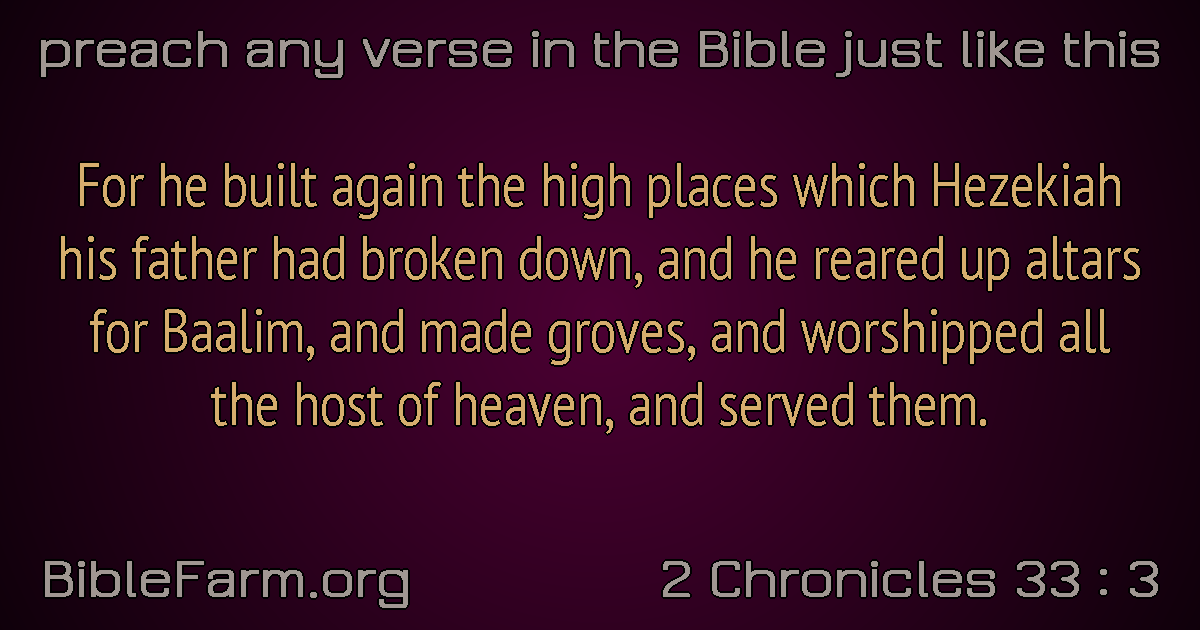 preach any verse in the Bible just like this
For he built again the high places which Hezekiah
his father had broken down, and he reared up altars
for Baalim, and made groves, and worshipped all
the host of heaven, and served them.
BibleFarm.org
2 Chronicles 33 : 3